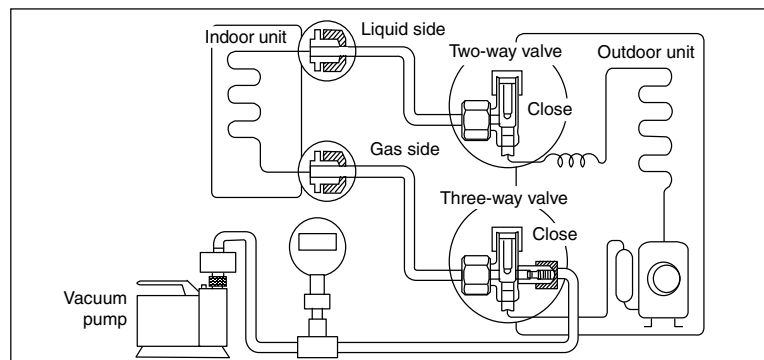 Indoor unit
Liquid side
Two-way valve
Outdoor unit
Close
Gas side
Three-way valve
Close
Vacuum
pump